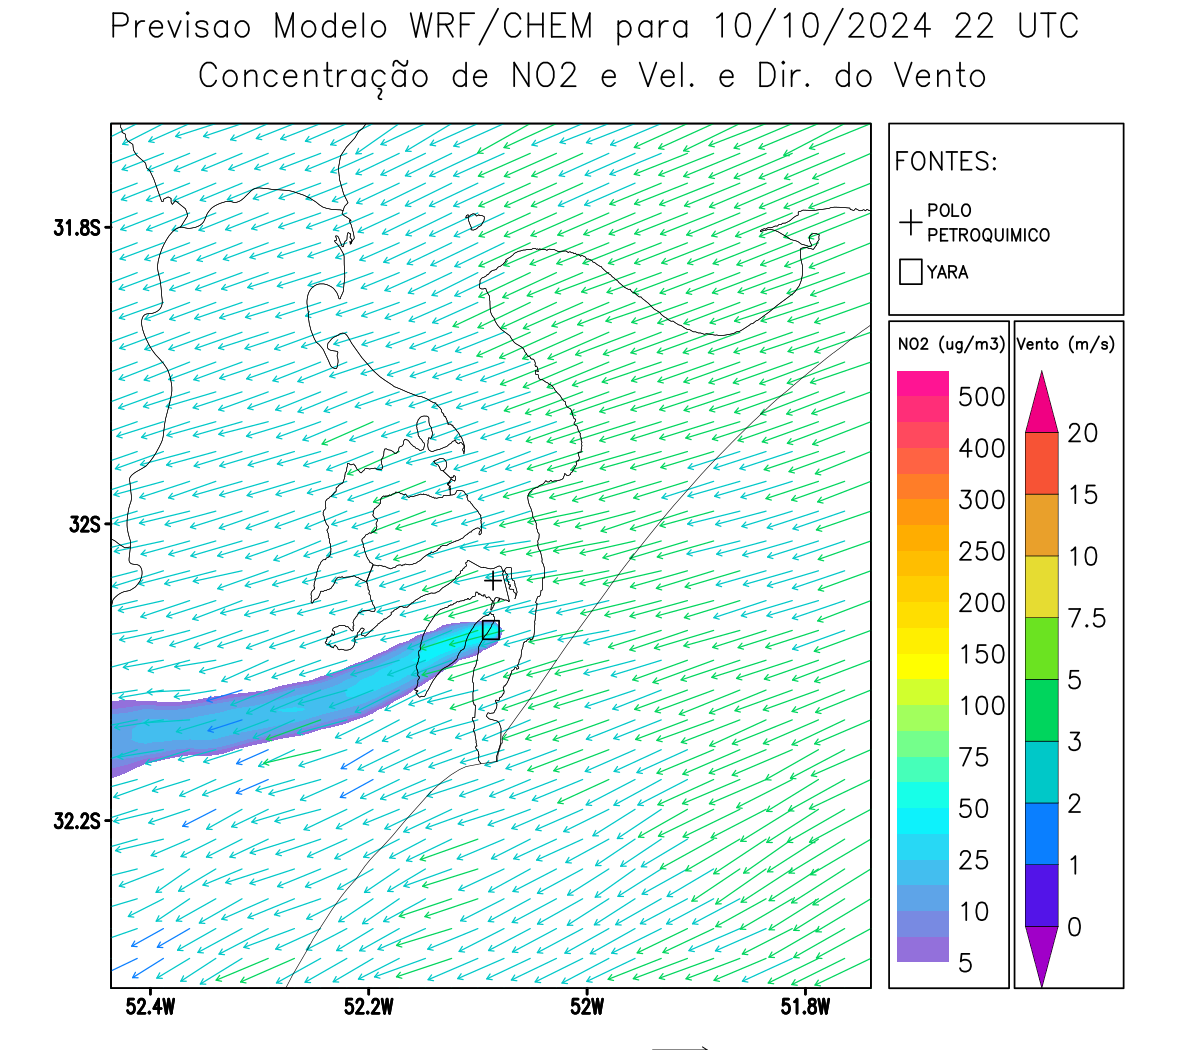 Previsao Modelo WRF/CHEM para 10/10/2024 22 UTC
Concentração de NO2 e Vel. e Dir. do Vento
FONTES:
POLO
PETROQUIMICO
YARA
NO2 (ug/m3)
500
400
300
250
200
150
100
75
50
25
10
5
Vento (m/s)
20
15
10
7.5
5
3
2
1
0
31.8S
32S
32.2S
52.4W
52.2W
52W
51.8W